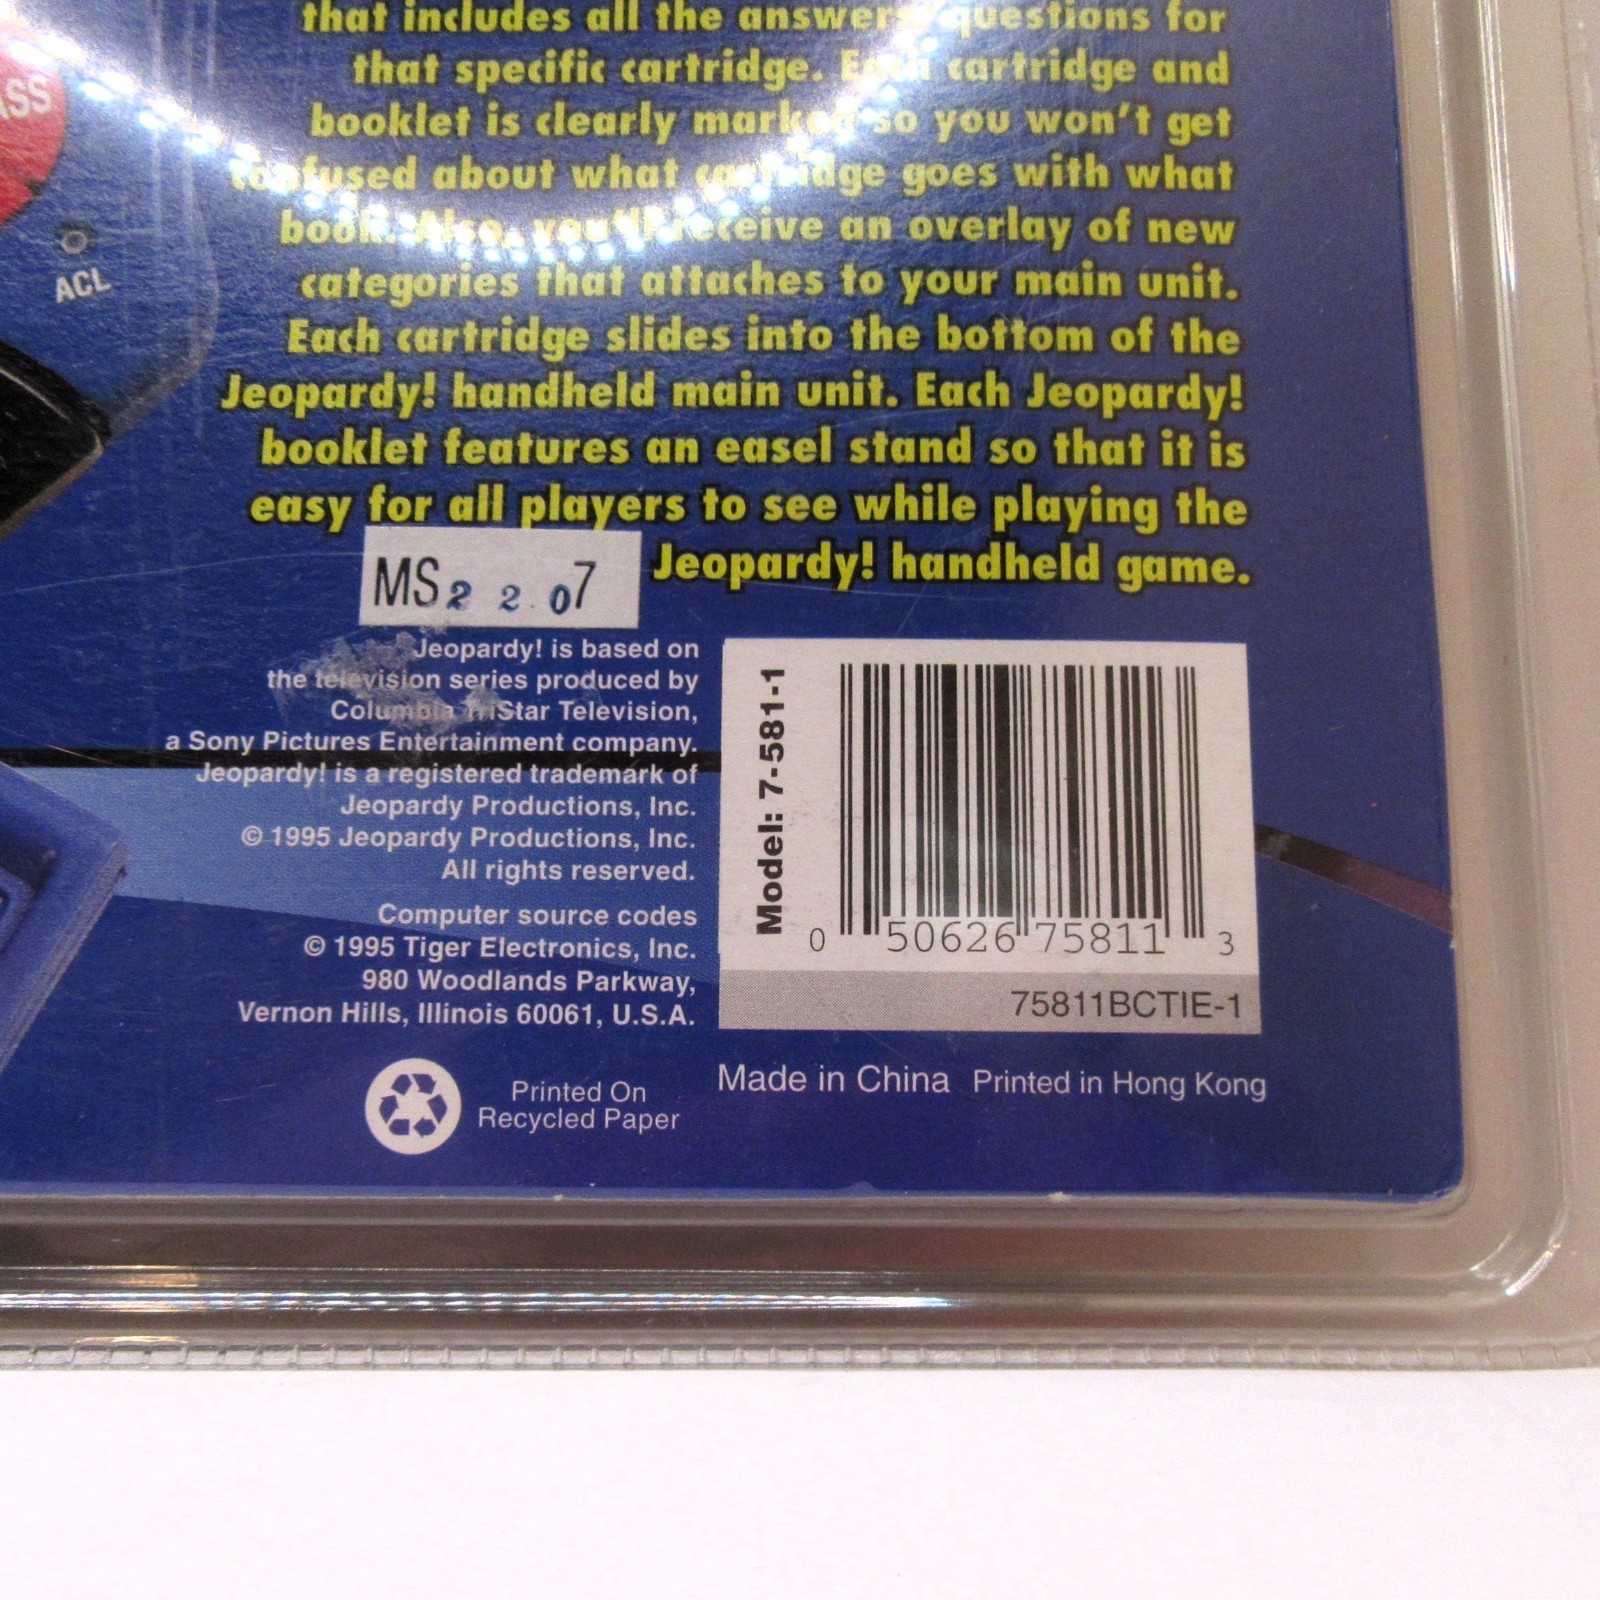 ASS
ACL
that includes all the answers/questions for
that specific cartridge. Each cartridge and
booklet is clearly marked so you won't get
confused about what cartridge goes with what
book. Also, you'll receive an overlay of new
categories that attaches to your main unit.
Each cartridge slides into the bottom of the
Jeopardy! handheld main unit. Each Jeopardy!
booklet features an easel stand so that it is
easy for all players to see while playing the
Jeopardy! handheld game.
MS2 2 07
Jeopardy! is based on
the television series produced by
Columbia TriStar Television,
a Sony Pictures Entertainment company.
Jeopardy! is a registered trademark of
Jeopardy Productions, Inc.
© 1995 Jeopardy Productions, Inc.
All rights reserved.
Computer source codes
© 1995 Tiger Electronics, Inc.
980 Woodlands Parkway,
Vernon Hills, Illinois 60061, U.S.A.
Printed On
Recycled Paper
Model: 7-581-1
0 50626 75811 3
75811BCTIE-1
Made in China Printed in Hong Kong